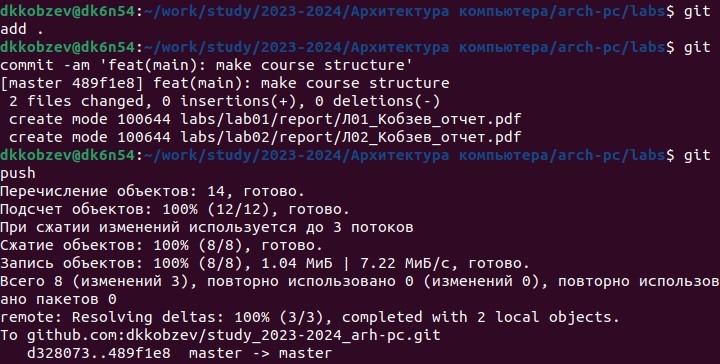 dkkobzev@dk6n54:~/work/study/2023-2024/Архитектура компьютера/arch-pc/labs$ git
add .
dkkobzev@dk6n54:~/work/study/2023-2024/Архитектура компьютера/arch-pc/labs$ git
commit -am 'feat(main): make course structure'
[master 489f1e8] feat(main): make course structure
 2 files changed, 0 insertions(+), 0 deletions(-)
 create mode 100644 labs/lab01/report/Л01_Кобзев_отчет.pdf
 create mode 100644 labs/lab02/report/Л02_Кобзев_отчет.pdf
dkkobzev@dk6n54:~/work/study/2023-2024/Архитектура компьютера/arch-pc/labs$ git
push
Перечисление объектов: 14, готово.
Подсчет объектов: 100% (12/12), готово.
При сжатии изменений используется до 3 потоков
Сжатие объектов: 100% (8/8), готово.
Запись объектов: 100% (8/8), 1.04 МиБ | 7.22 МиБ/с, готово.
Всего 8 (изменений 3), повторно использовано 0 (изменений 0), повторно использов
ано пакетов 0
remote: Resolving deltas: 100% (3/3), completed with 2 local objects.
To github.com:dkkobzev/study_2023-2024_arh-pc.git
   d328073..489f1e8  master -> master